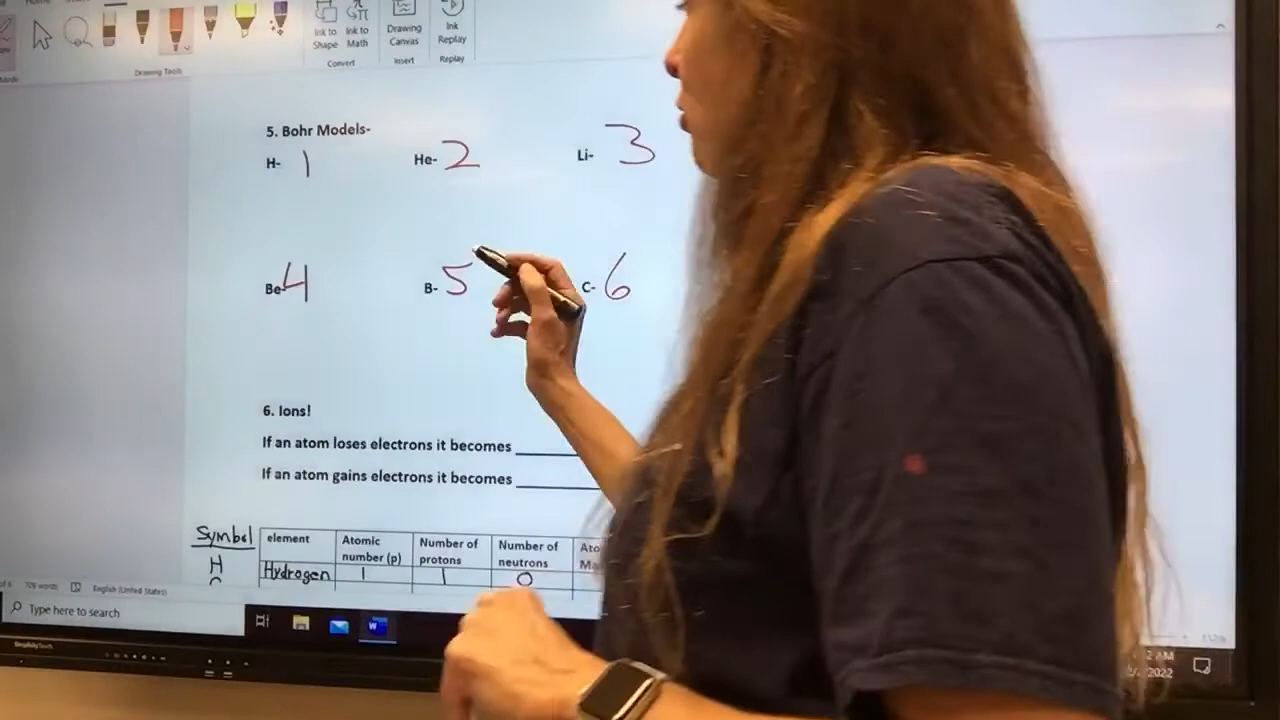 Ink to Shape
Ink to Math
Drawing Canvas
Ink Replay
Drawing Tools
Convert
Insert
Replay
5. Bohr Models-
H- 1
He- 2
Li- 3
Be- 4
B- 5
C- 6
6. Ions!
If an atom loses electrons it becomes
If an atom gains electrons it becomes
Symbol
element
Atomic number (p)
Number of protons
Number of neutrons
H
Hydrogen
1
1
0
English (United States)
Type here to search